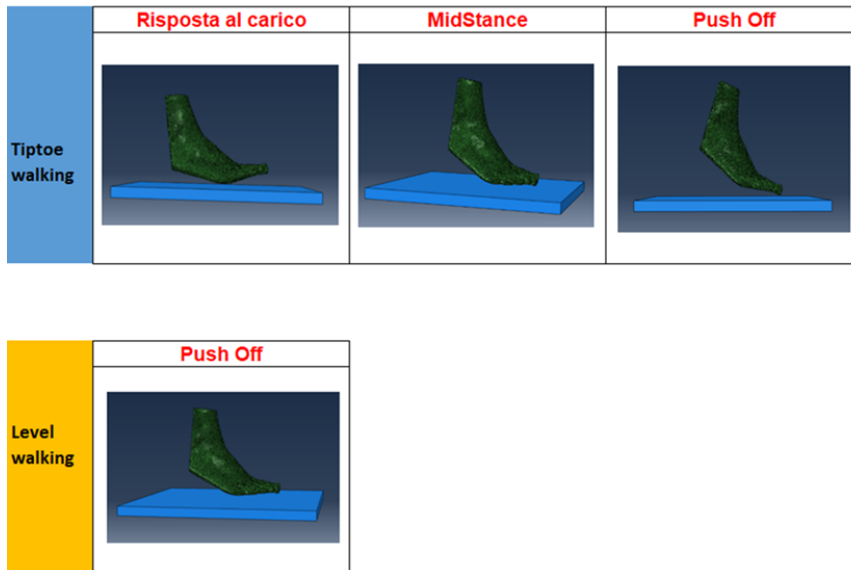 Risposta al carico
MidStance
Push Off
Tiptoe
walking
Push Off
Level
walking